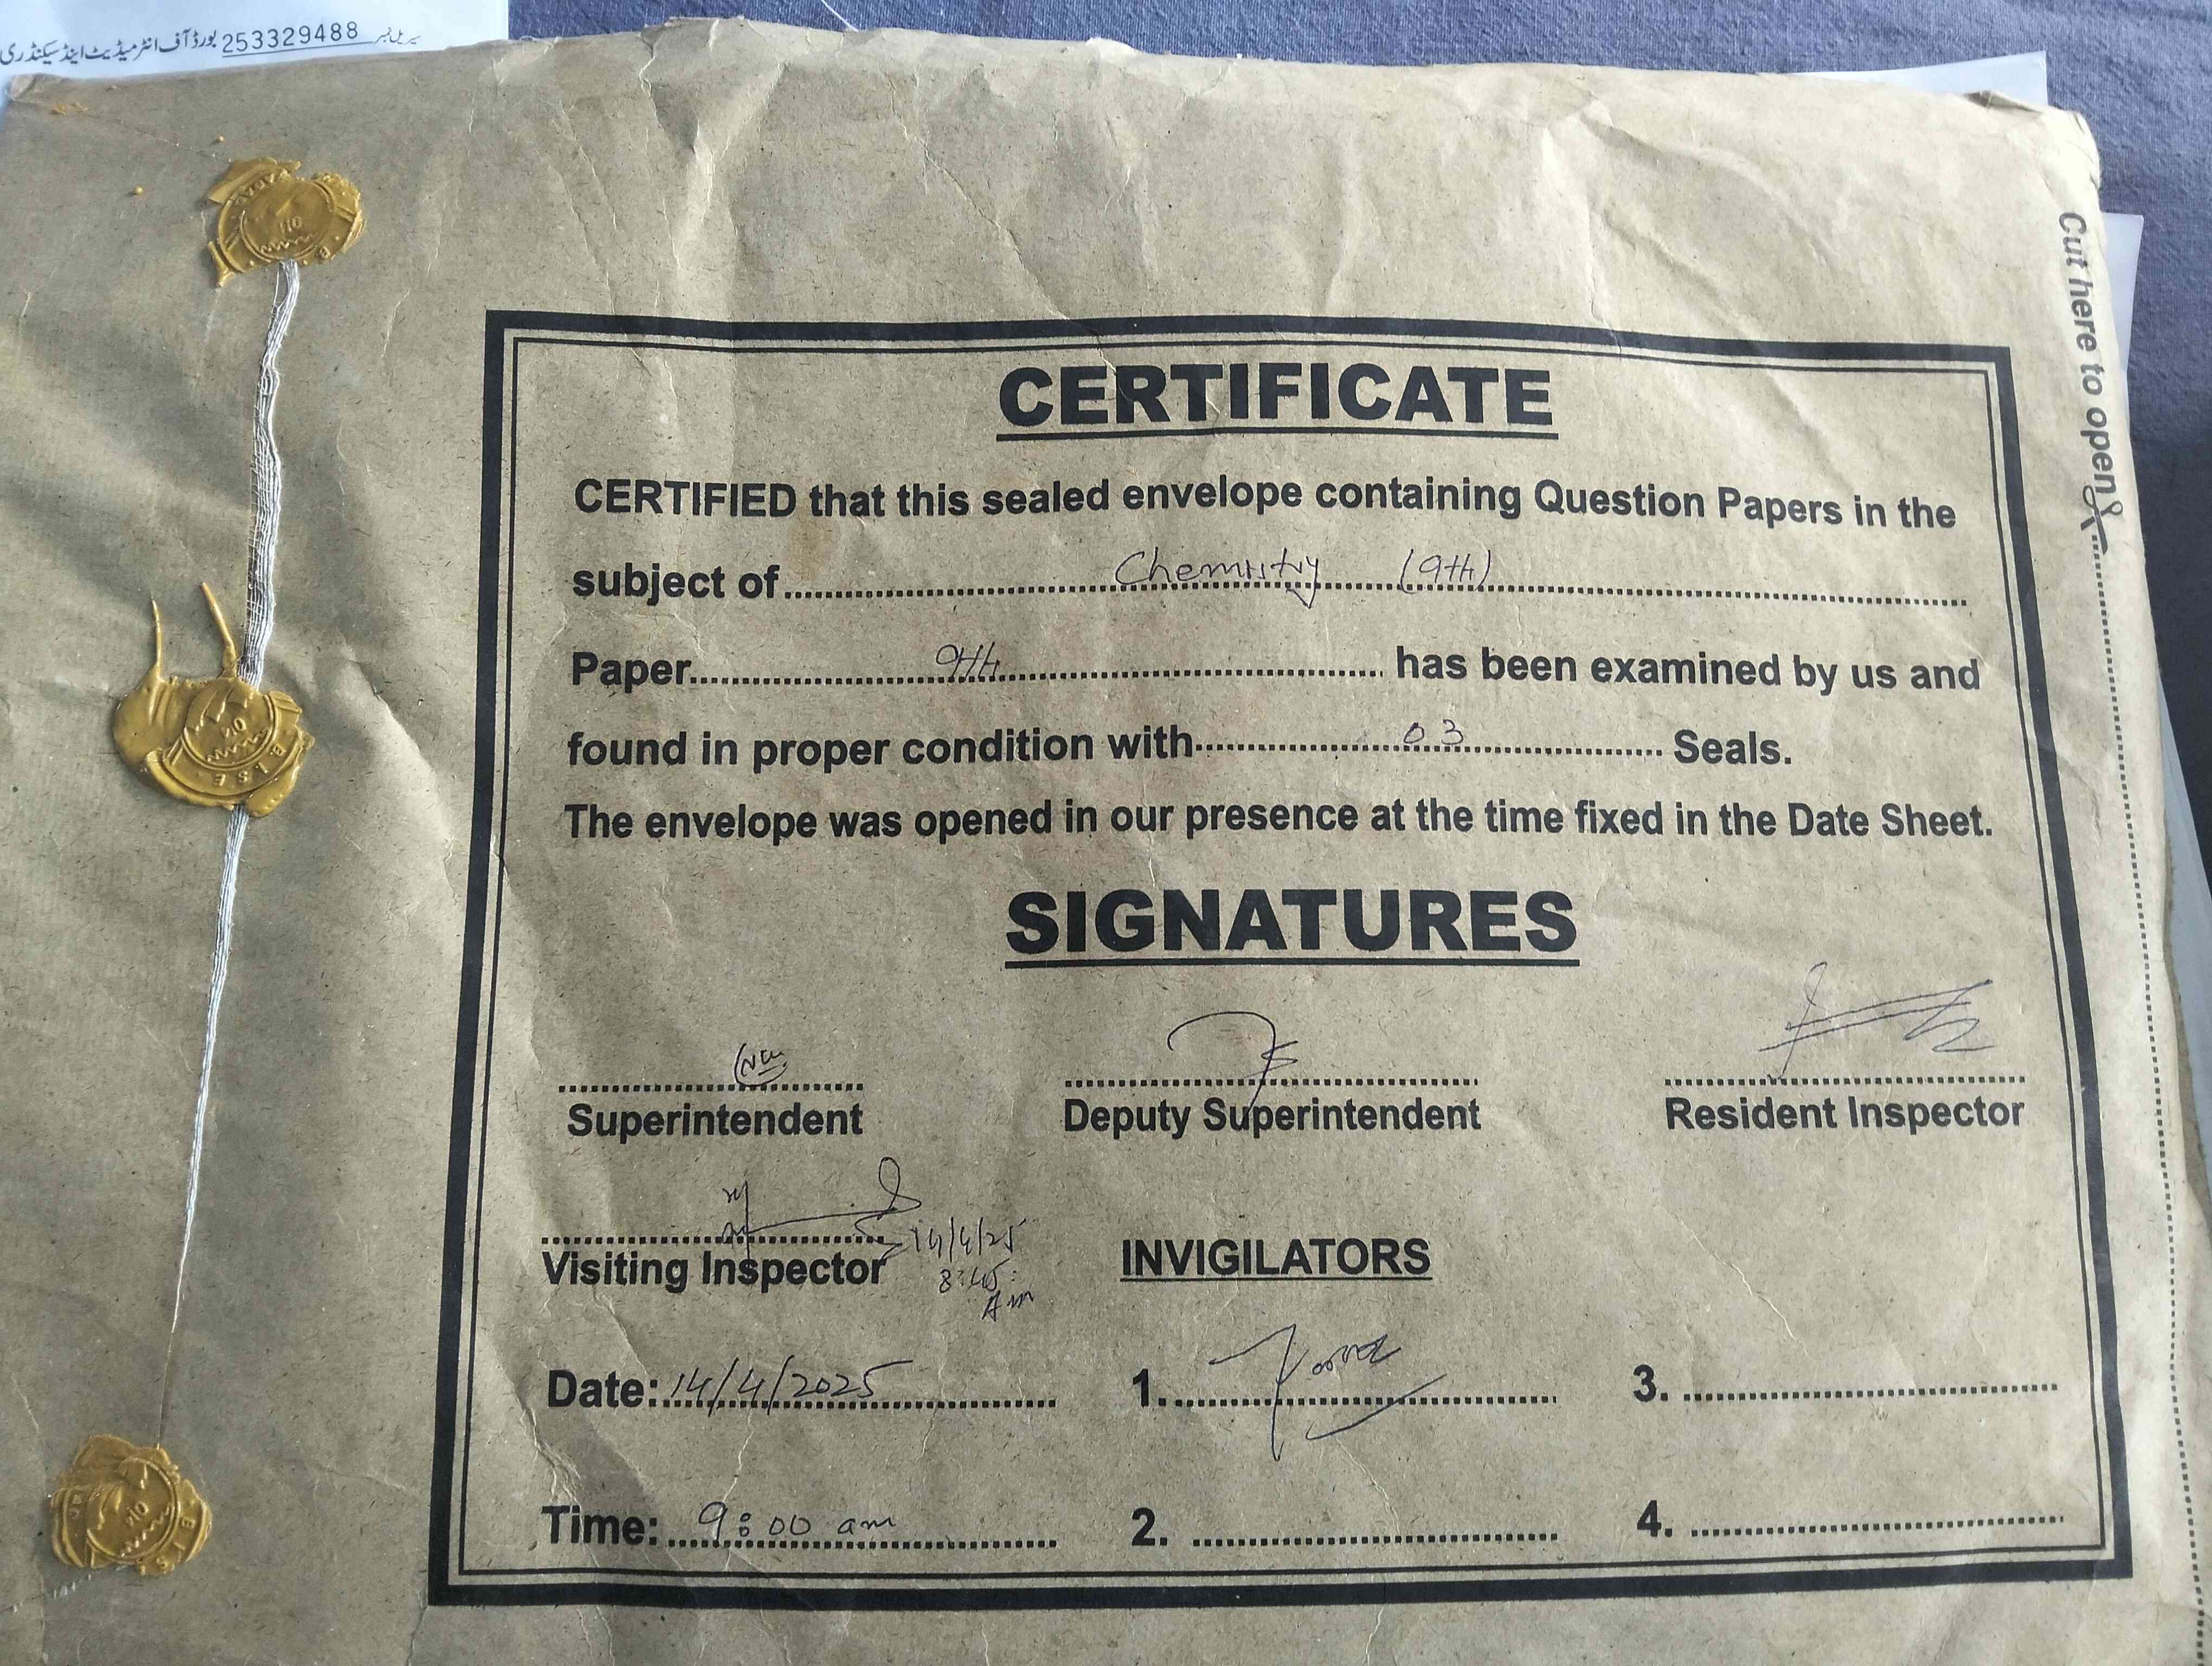 سیریل نمبر 253329488 بورڈ آف انٹرمیڈیٹ اینڈ سیکنڈری
Cut here to open
CERTIFICATE
CERTIFIED that this sealed envelope containing Question Papers in the
subject of Chemistry (9th)
Paper 9th has been examined by us and
found in proper condition with 03 Seals.
The envelope was opened in our presence at the time fixed in the Date Sheet.
SIGNATURES
Superintendent Deputy Superintendent Resident Inspector
14/4/25
Visiting Inspector 8:45 Am INVIGILATORS
Date: 14/4/2025 1. 3.
Time: 9:00 am 2. 4.
B.I.S.E